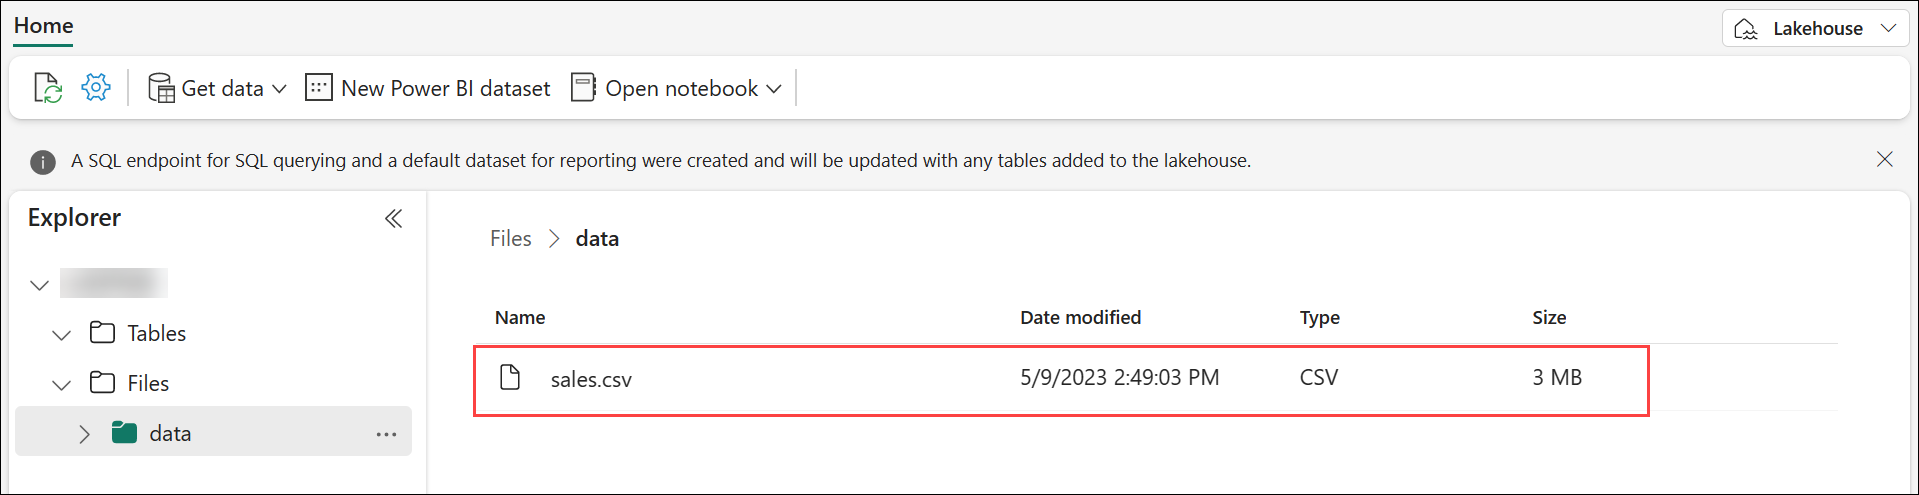 Home
Lakehouse
Get data
New Power BI dataset
Open notebook
A SQL endpoint for SQL querying and a default dataset for reporting were created and will be updated with any tables added to the lakehouse.
Explorer
Tables
Files
data
Files > data
Name Date modified Type Size
sales.csv 5/9/2023 2:49:03 PM CSV 3 MB